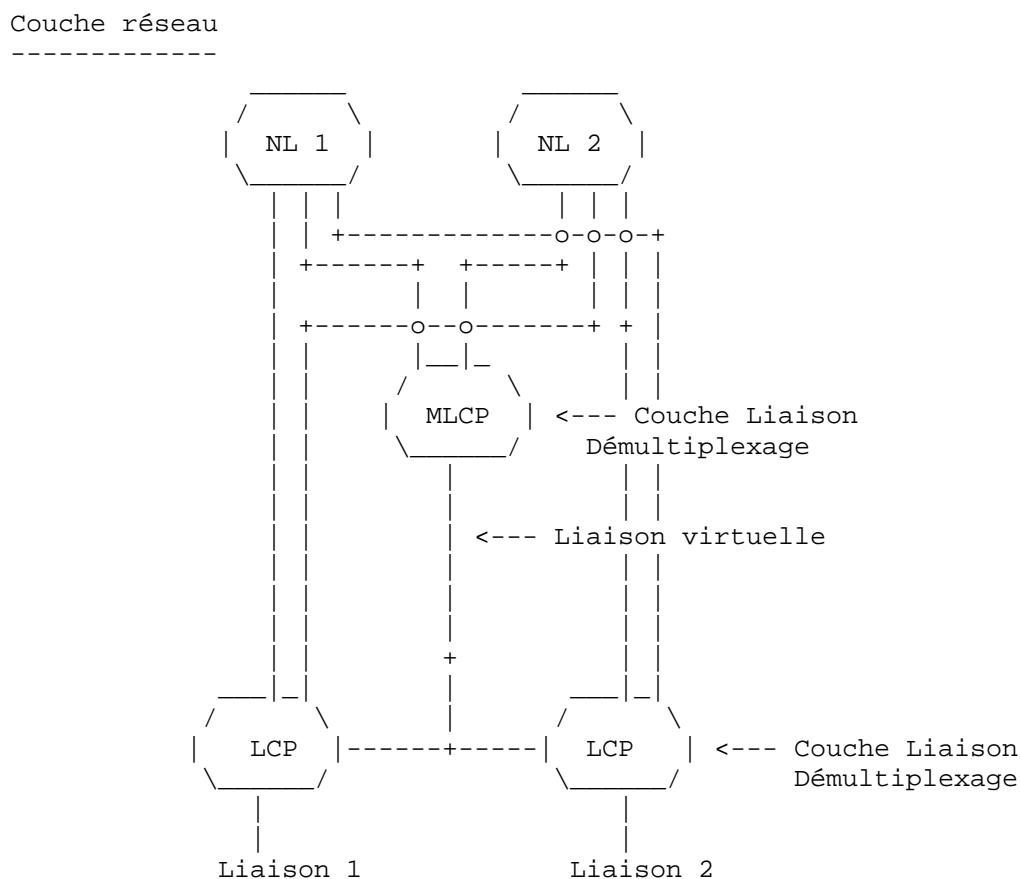 Couche réseau
NL 1 NL 2
MLCP <--- Couche Liaison
Démultiplexage
<--- Liaison virtuelle
LCP LCP <--- Couche Liaison
Démultiplexage
Liaison 1 Liaison 2